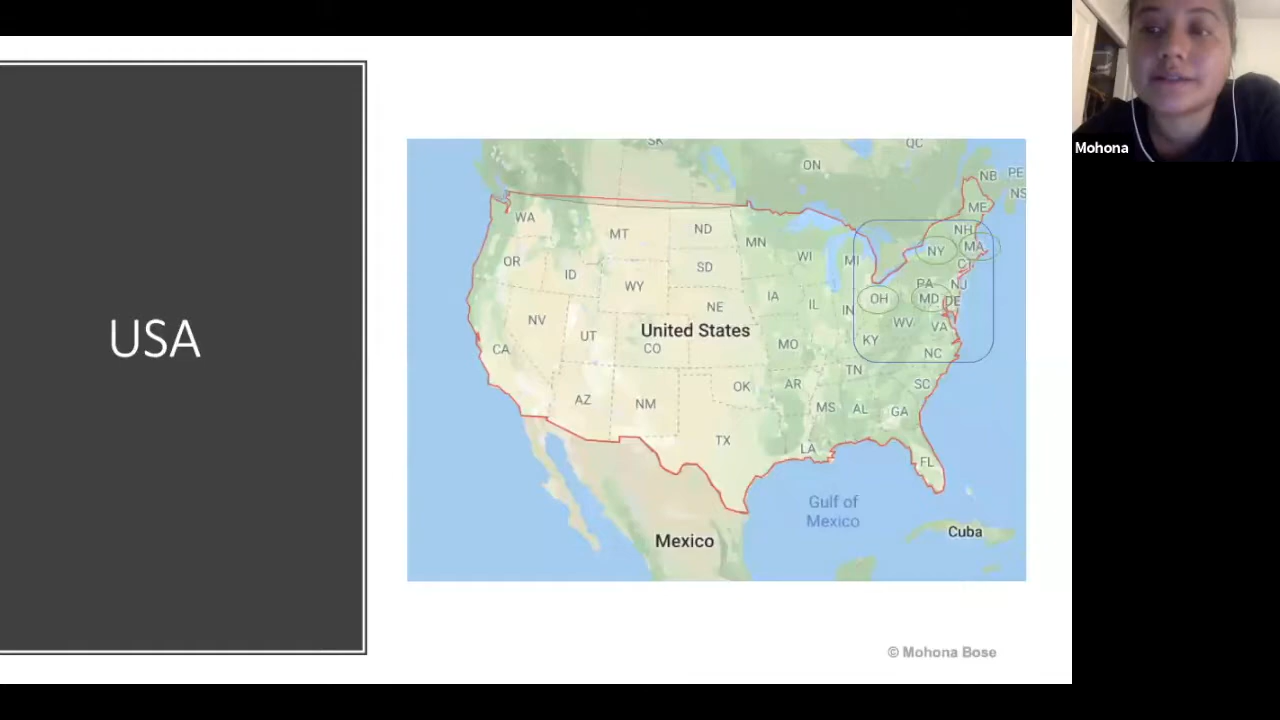 USA
SK
QC
ON
NB
PE
NS
ME
WA
MT
ND
MN
NH
NY
MA
OR
ID
SD
WI
MI
C
WY
PA
NJ
IA
OH
MD
DE
NE
IL
IN
NV
UT
United States
WV
VA
CA
CO
MO
KY
NC
TN
OK
AR
SC
AZ
NM
MS
AL
GA
TX
LA
FL
Gulf of
Mexico
Mexico
Cuba
© Mohona Bose
Mohona